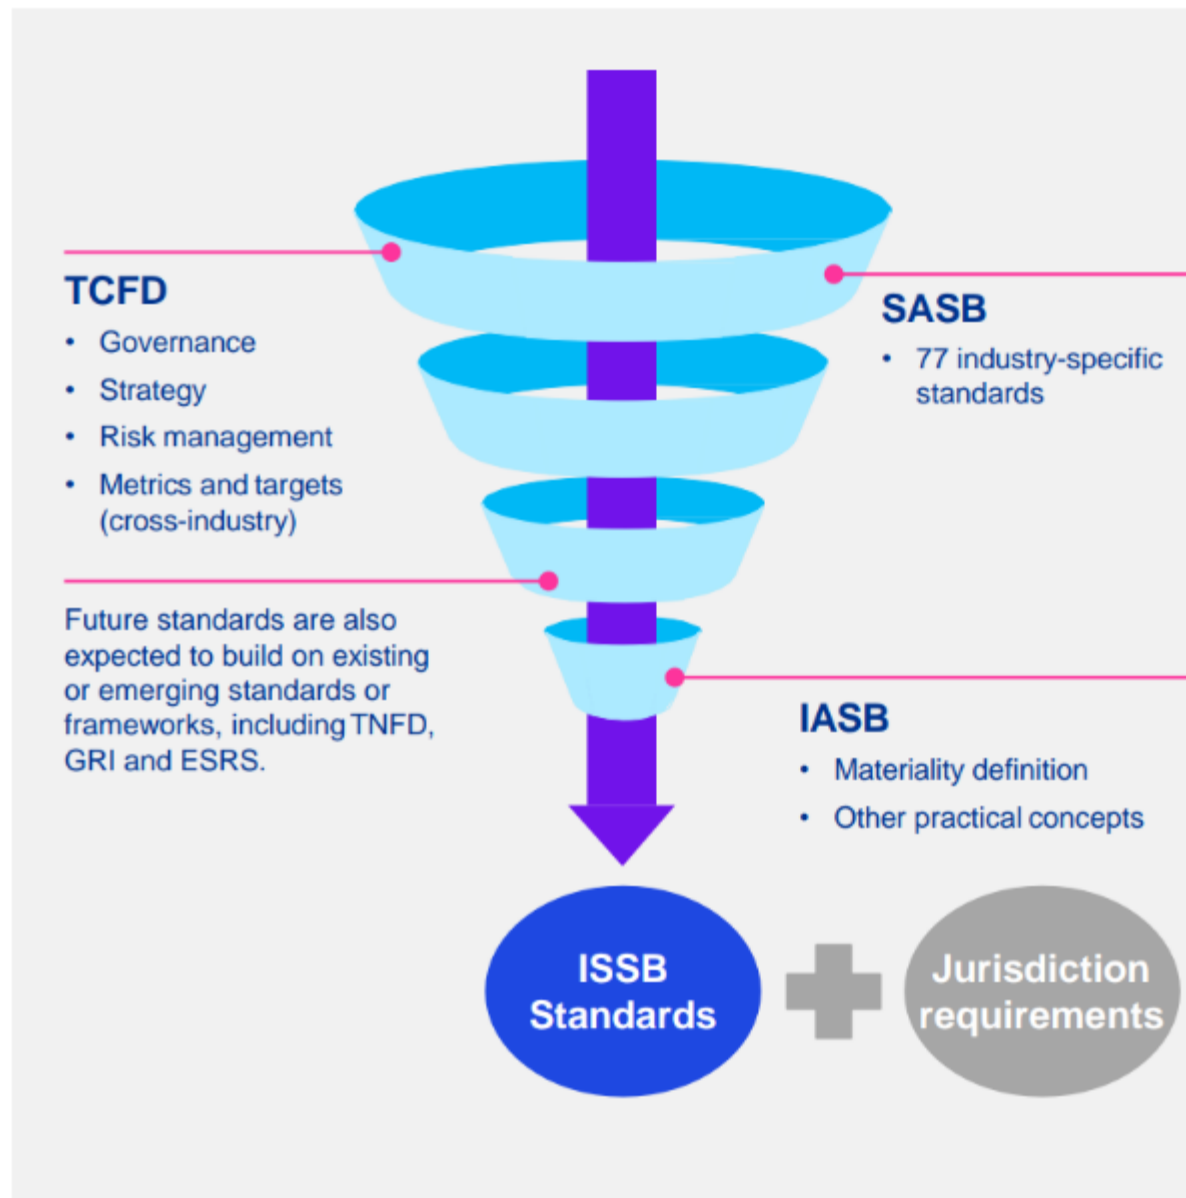 TCFD
• Governance
• Strategy
• Risk management
• Metrics and targets
(cross-industry)
SASB
• 77 industry-specific
standards
Future standards are also
expected to build on existing
or emerging standards or
frameworks, including TNFD,
GRI and ESRS.
IASB
• Materiality definition
• Other practical concepts
ISSB
Standards
Jurisdiction
requirements